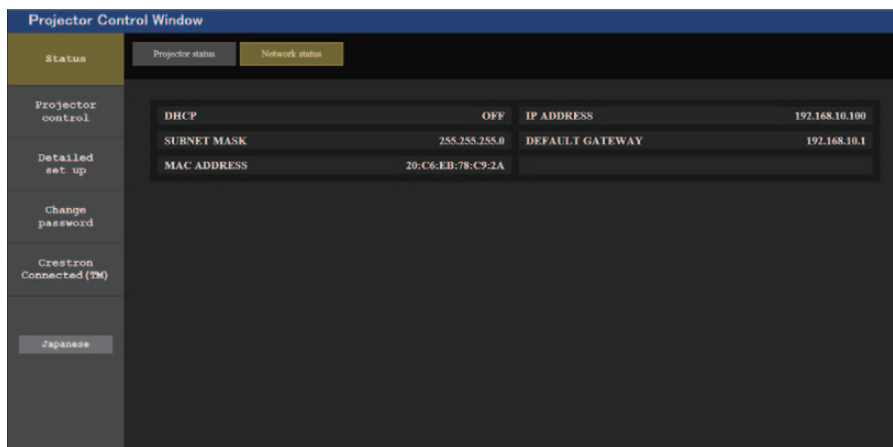 Projector Control Window
Status
Projector status
Network status
Projector
control
Detailed
set up
Change
password
Crestron
Connected(TM)
Japanese
DHCP OFF IP ADDRESS 192.168.10.100
SUBNET MASK 255.255.255.0 DEFAULT GATEWAY 192.168.10.1
MAC ADDRESS 20:C6:EB:78:C9:2A